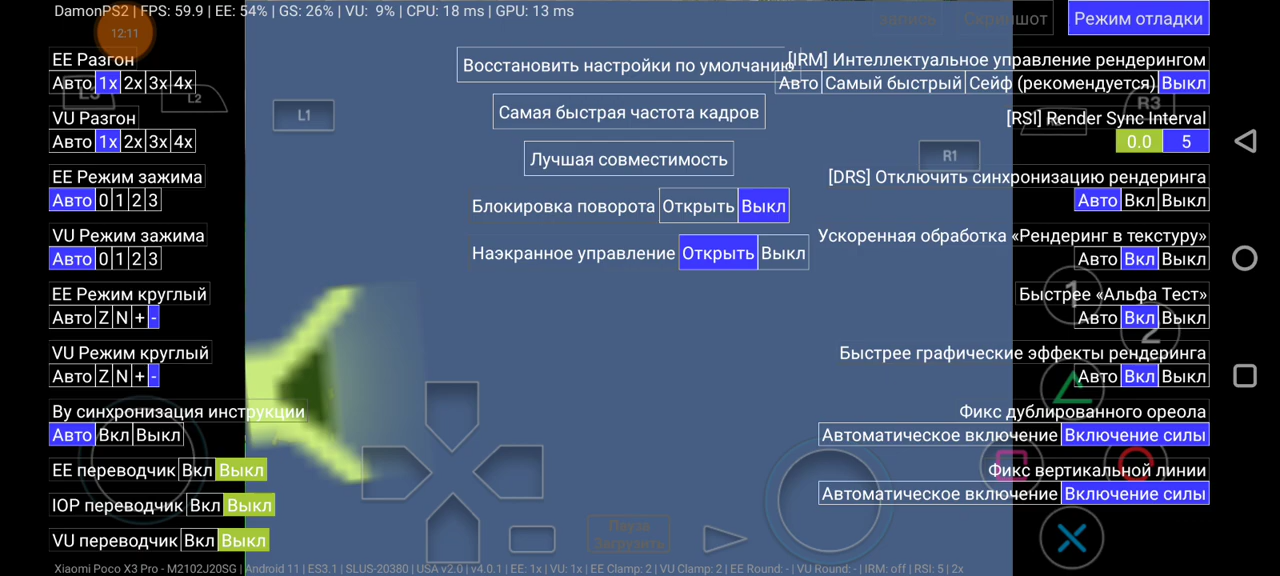 DamonPS2 | FPS: 59.9 | EE: 54% | GS: 26% | VU: 9% | CPU: 18 ms | GPU: 13 ms
12:11
Скриншот
Режим отладки
EE Разгон
Авто 1x 2x 3x 4x
L2
VU Разгон
Авто 1x 2x 3x 4x
EE Режим зажима
Авто 0 1 2 3
VU Режим зажима
Авто 0 1 2 3
EE Режим круглый
Авто Z N + -
VU Режим круглый
Авто Z N + -
Ву синхронизация инструкции
Авто Вкл Выкл
EE переводчик Вкл Выкл
IOP переводчик Вкл Выкл
VU переводчик Вкл Выкл
L1
Восстановить настройки по умолчанию
Самая быстрая частота кадров
Лучшая совместимость
Блокировка поворота Открыть Выкл
Наэкранное управление Открыть Выкл
Пауза
Загрузить
[IRM] Интеллектуальное управление рендерингом
Авто Самый быстрый Сейф (рекомендуется) Выкл
R3
[RSI] Render Sync Interval
0.0 5
R1
[DRS] Отключить синхронизацию рендеринга
Авто Вкл Выкл
Ускоренная обработка «Рендеринг в текстуру»
Авто Вкл Выкл
1
Быстрее «Альфа Тест»
Авто Вкл Выкл
2
Быстрее графические эффекты рендеринга
Авто Вкл Выкл
Фикс дублированного ореола
Автоматическое включение Включение силы
Фикс вертикальной линии
Автоматическое включение Включение силы
Xiaomi Poco X3 Pro - M2102J20SG | Android 11 | ES3.1 | SLUS-20380 | USA v2.0 | v4.0.1 | EE: 1x | VU: 1x | EE Clamp: 2 | VU Clamp: 2 | EE Round: - | VU Round: - | IRM: off | RSI: 5 | 2x